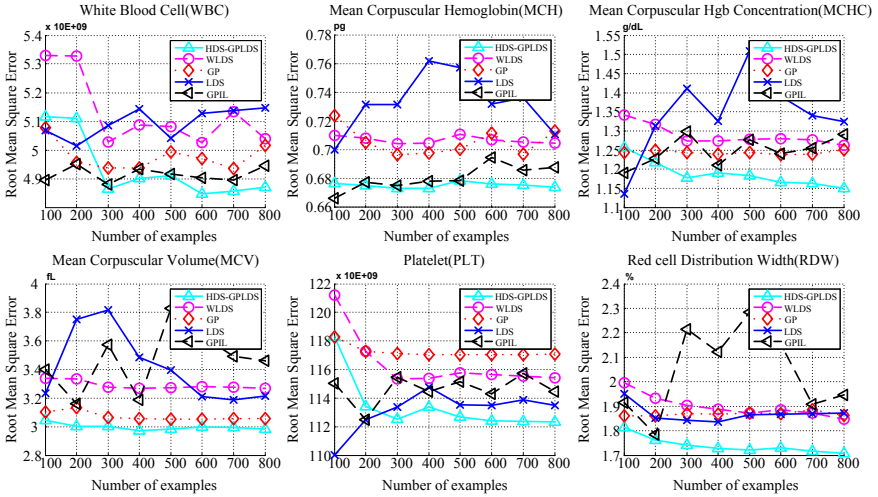 White Blood Cell(WBC)
x 10E+09
Root Mean Square Error
5.4
5.3
5.2
5.1
5
4.9
HDS-GPLDS
WLDS
GP
LDS
GPIL
100 200 300 400 500 600 700 800
Number of examples
Mean Corpuscular Hemoglobin(MCH)
pg
Root Mean Square Error
0.78
0.76
0.74
0.72
0.70
0.68
0.66
HDS-GPLDS
WLDS
GP
LDS
GPIL
100 200 300 400 500 600 700 800
Number of examples
Mean Corpuscular Hgb Concentration(MCHC)
g/dL
Root Mean Square Error
1.55
1.5
1.45
1.4
1.35
1.3
1.25
1.2
1.15
1.1
HDS-GPLDS
WLDS
GP
LDS
GPIL
100 200 300 400 500 600 700 800
Number of examples
Mean Corpuscular Volume(MCV)
fL
Root Mean Square Error
4
3.8
3.6
3.4
3.2
3
2.8
HDS-GPLDS
WLDS
GP
LDS
GPIL
100 200 300 400 500 600 700 800
Number of examples
Platelet(PLT)
x 10E+09
Root Mean Square Error
122
120
118
116
114
112
110
HDS-GPLDS
WLDS
GP
LDS
GPIL
100 200 300 400 500 600 700 800
Number of examples
Red cell Distribution Width(RDW)
%
Root Mean Square Error
2.4
2.3
2.2
2.1
2
1.9
1.8
1.7
HDS-GPLDS
WLDS
GP
LDS
GPIL
100 200 300 400 500 600 700 800
Number of examples